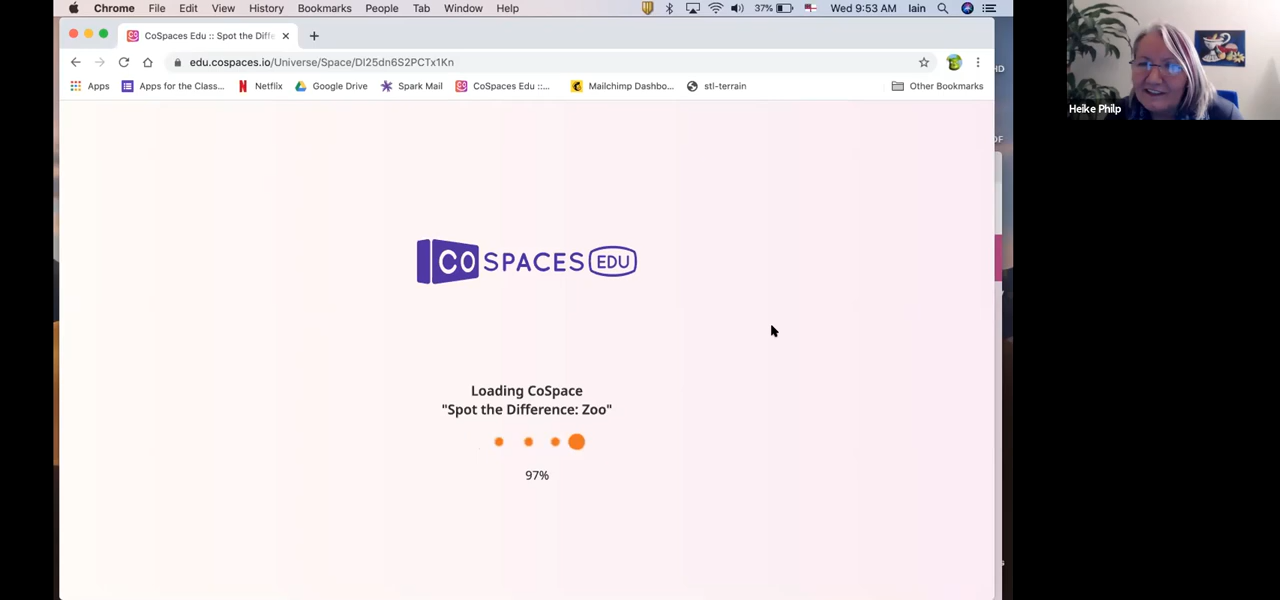 Chrome File Edit View History Bookmarks People Tab Window Help 37% Wed 9:53 AM Iain
CoSpaces Edu :: Spot the Diffe
edu.cospaces.io/Universe/Space/Dl25dn6S2PCTx1Kn
Apps Apps for the Class... Netflix Google Drive Spark Mail CoSpaces Edu ::... Mailchimp Dashbo... stl-terrain Other Bookmarks
HD
DF
Heike Philp
CO SPACES EDU
Loading CoSpace
"Spot the Difference: Zoo"
97%